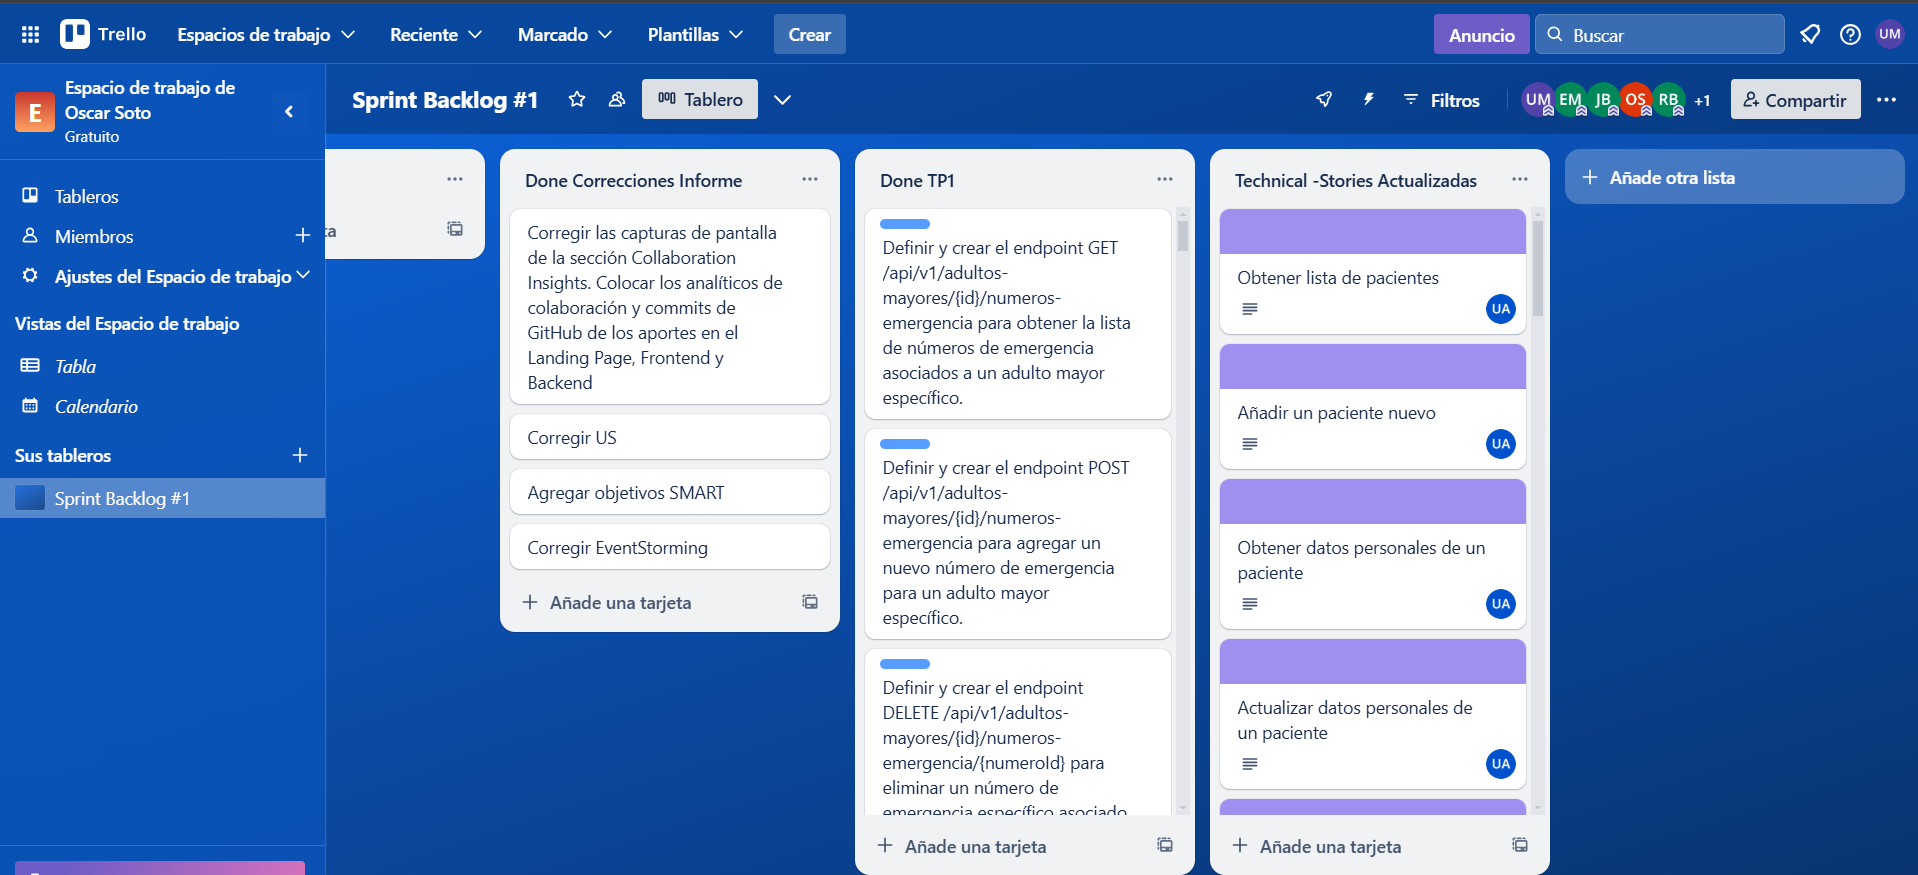 Trello
Espacios de trabajo
Reciente
Marcado
Plantillas
Crear
Anuncio
Buscar
UM
E
Espacio de trabajo de
Oscar Soto
Gratuito
Sprint Backlog #1
Tablero
Filtros
UM
EM
JB
OS
RB
+1
Compartir
Tableros
Miembros
Ajustes del Espacio de trabajo
Vistas del Espacio de trabajo
Tabla
Calendario
Sus tableros
Sprint Backlog #1
ta
Done Correcciones Informe
Corregir las capturas de pantalla
de la sección Collaboration
Insights. Colocar los analíticos de
colaboración y commits de
GitHub de los aportes en el
Landing Page, Frontend y
Backend
Corregir US
Agregar objetivos SMART
Corregir EventStorming
Añade una tarjeta
Done TP1
Definir y crear el endpoint GET
/api/v1/adultos-
mayores/{id}/numeros-
emergencia para obtener la lista
de números de emergencia
asociados a un adulto mayor
específico.
Definir y crear el endpoint POST
/api/v1/adultos-
mayores/{id}/numeros-
emergencia para agregar un
nuevo número de emergencia
para un adulto mayor
específico.
Definir y crear el endpoint
DELETE /api/v1/adultos-
mayores/{id}/numeros-
emergencia/{numeroId} para
eliminar un número de
emergencia específico asociado
Añade una tarjeta
Technical -Stories Actualizadas
Obtener lista de pacientes
UA
Añadir un paciente nuevo
UA
Obtener datos personales de un
paciente
UA
Actualizar datos personales de
un paciente
UA
Añade una tarjeta
Añade otra lista